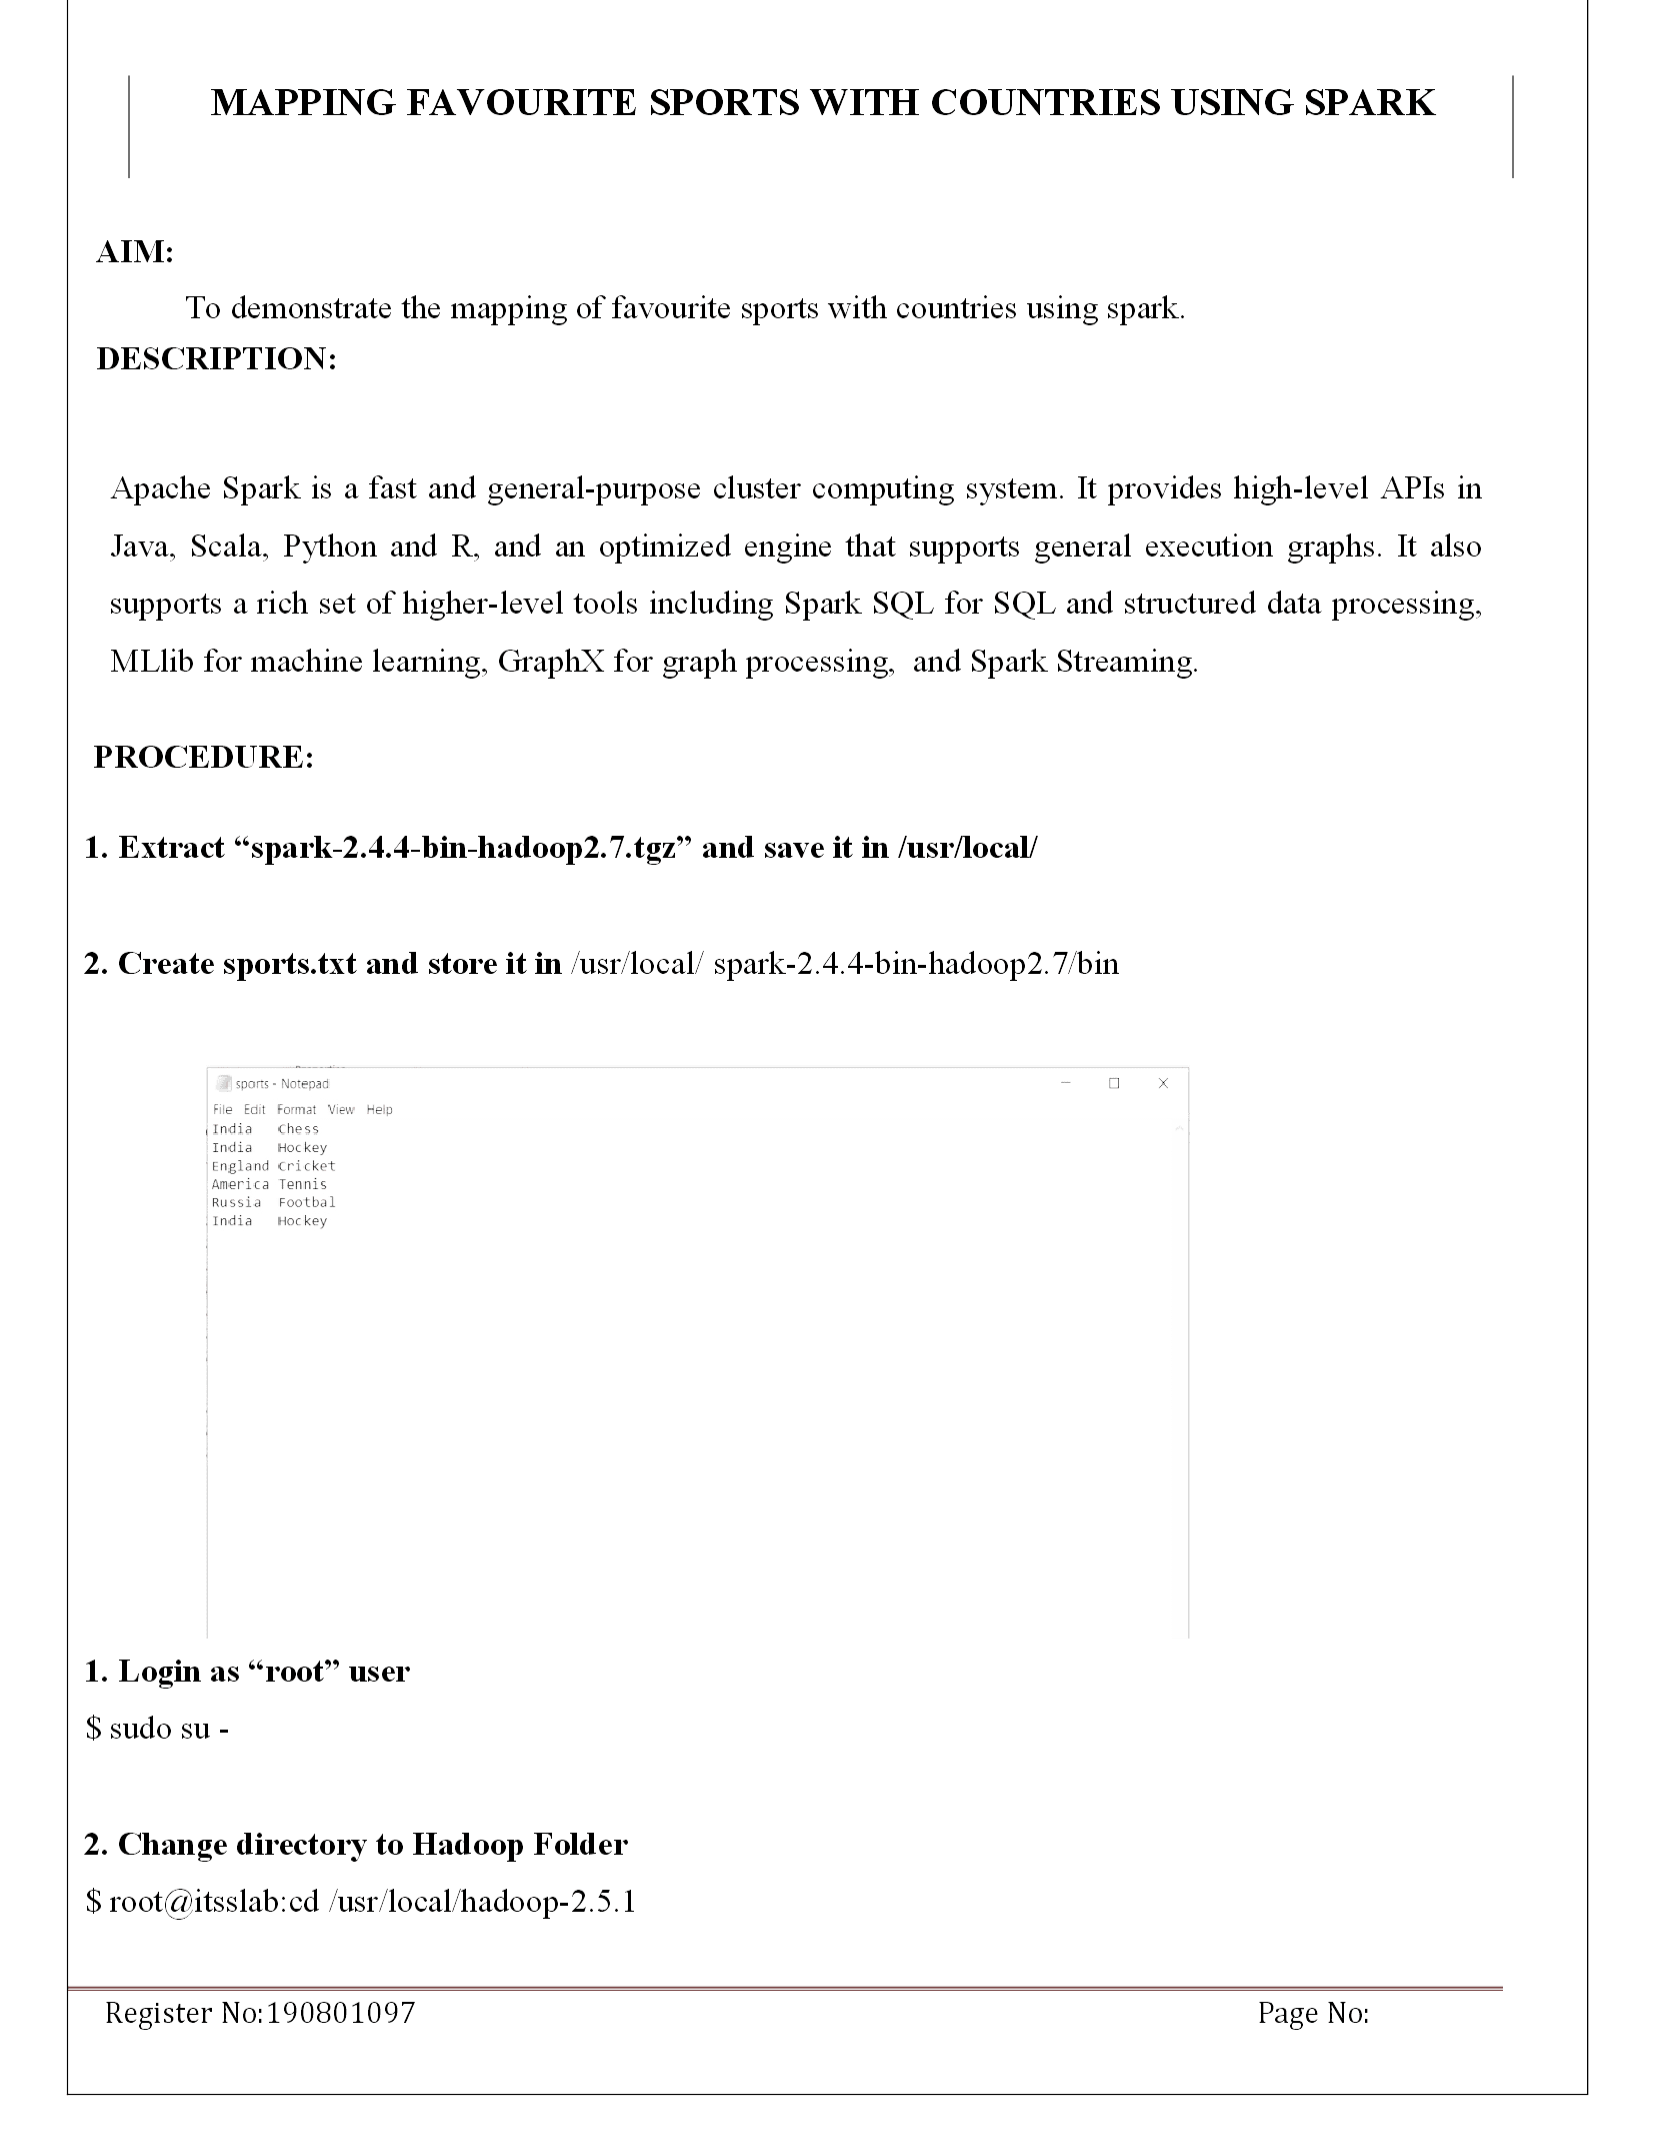 MAPPING FAVOURITE SPORTS WITH COUNTRIES USING SPARK
AIM:
To demonstrate the mapping of favourite sports with countries using spark.
DESCRIPTION:
Apache Spark is a fast and general-purpose cluster computing system. It provides high-level APIs in
Java, Scala, Python and R, and an optimized engine that supports general execution graphs. It also
supports a rich set of higher-level tools including Spark SQL for SQL and structured data processing,
MLlib for machine learning, GraphX for graph processing,  and Spark Streaming.
PROCEDURE:
1. Extract “spark-2.4.4-bin-hadoop2.7.tgz” and save it in /usr/local/
2. Create sports.txt and store it in /usr/local/ spark-2.4.4-bin-hadoop2.7/bin
sports - Notepad
File Edit Format View Help
India Chess
India Hockey
England Cricket
America Tennis
Russia Footbal
India Hockey
1. Login as “root” user
$ sudo su -
2. Change directory to Hadoop Folder
$ root@itsslab:cd /usr/local/hadoop-2.5.1
Register No:190801097 Page No: